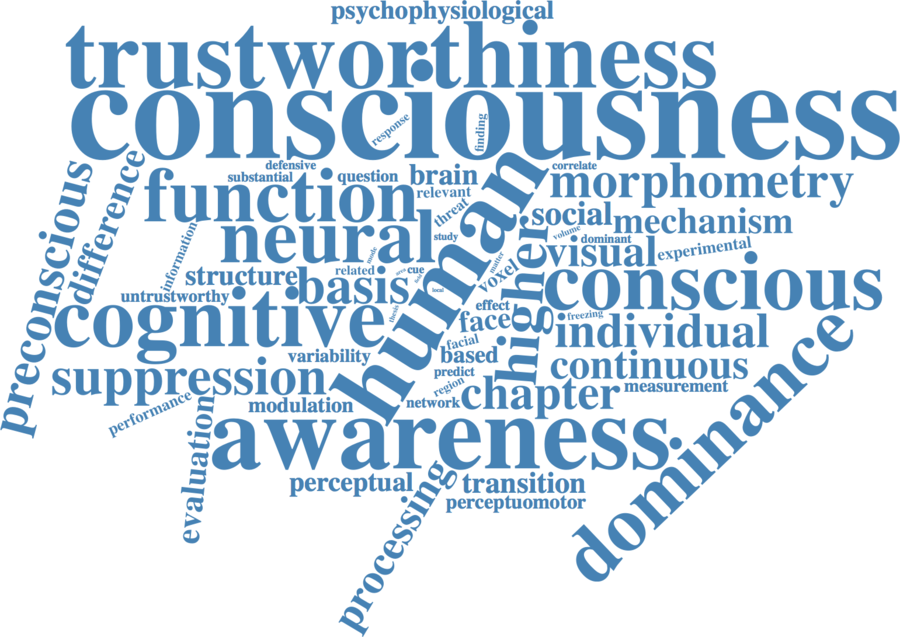 psychophysiological
trustworthiness
consciousness
response
finding
preconscious
difference
defensive
substantial
question
brain
correlate
function
relevant
morphometry
threat
human
social
mechanism
neural
study
volume
dominant
information
mode
higher
visual
experimental
structure
related
area
cue
matter
voxel
basis
body
local
conscious
untrustworthy
effect
cognitive
thesis
face
freezing
individual
facial
variability
based
suppression
predict
continuous
region
chapter
measurement
performance
modulation
network
dominance
awareness
evaluation
perceptual
processing
transition
perceptuomotor